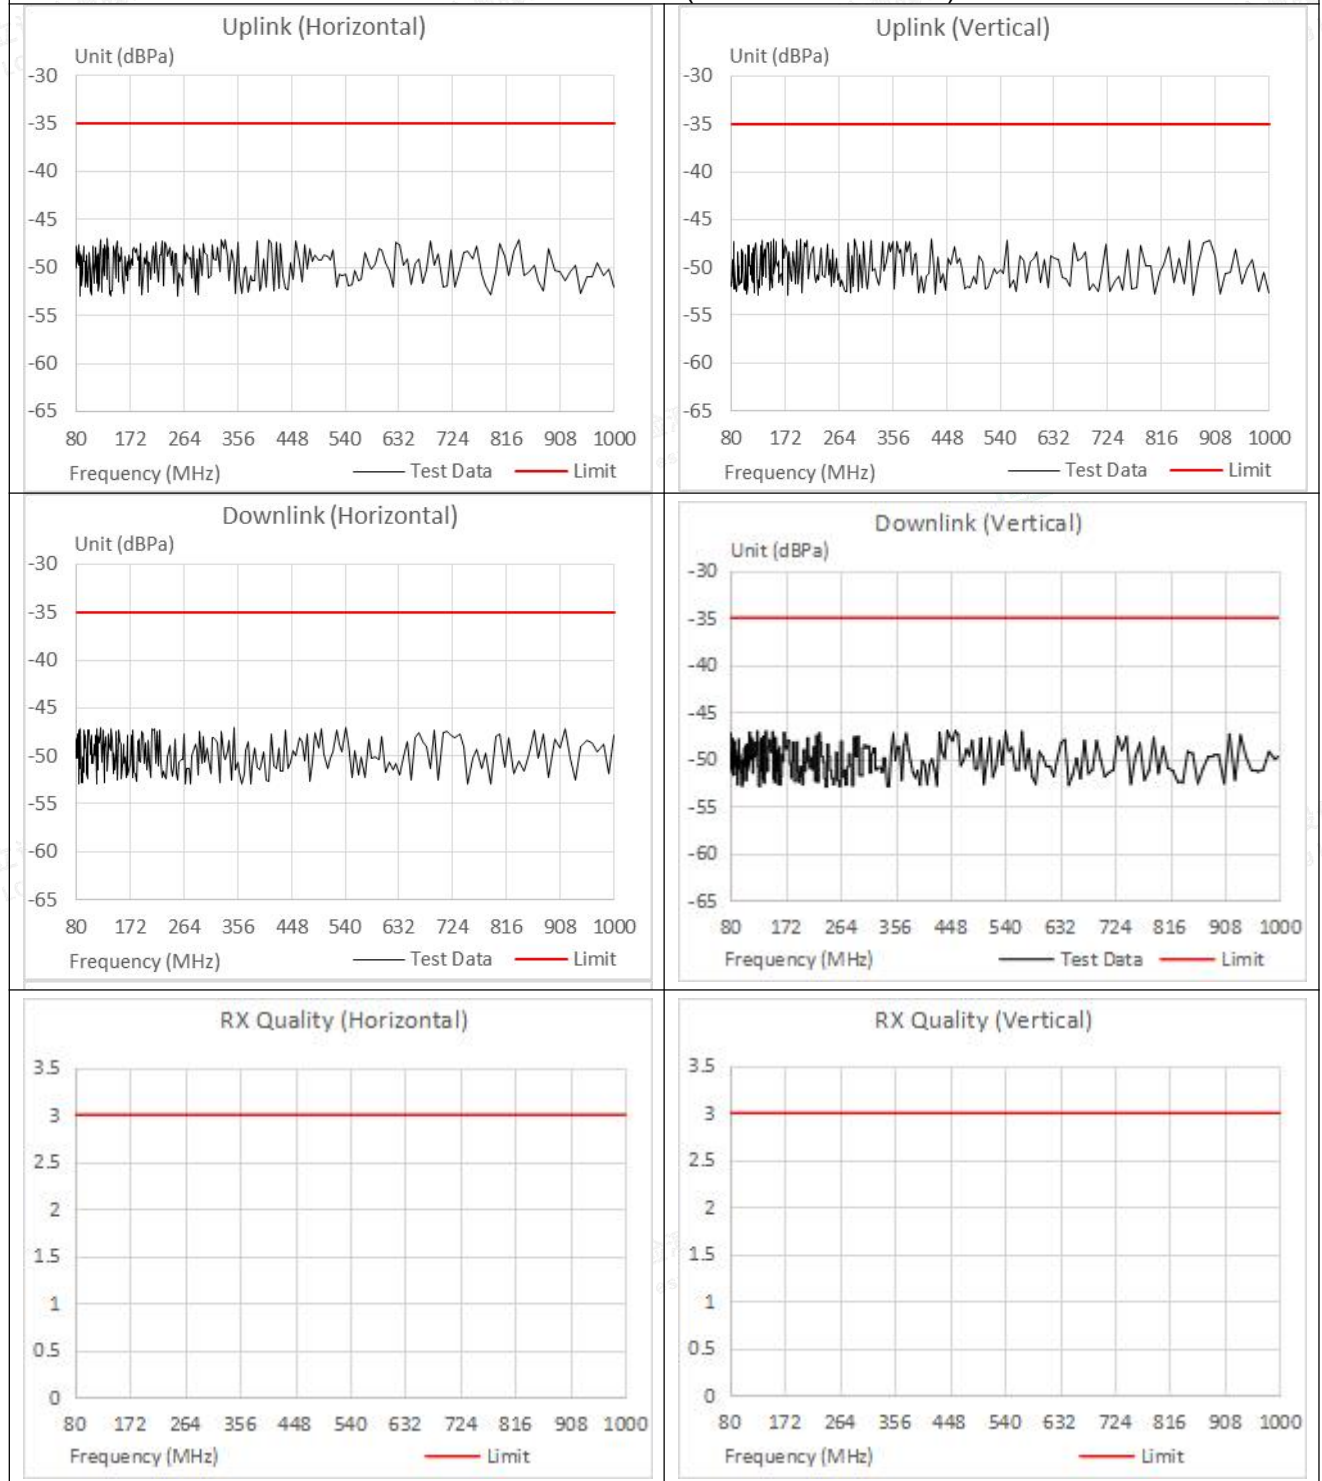 Uplink (Horizontal)
Unit (dBPa)
-30
-35
-40
-45
-50
-55
-60
-65
80 172 264 356 448 540 632 724 816 908 1000
Frequency (MHz) Test Data Limit
Uplink (Vertical)
Unit (dBPa)
-30
-35
-40
-45
-50
-55
-60
-65
80 172 264 356 448 540 632 724 816 908 1000
Frequency (MHz) Test Data Limit
Downlink (Horizontal)
Unit (dBPa)
-30
-35
-40
-45
-50
-55
-60
-65
80 172 264 356 448 540 632 724 816 908 1000
Frequency (MHz) Test Data Limit
Downlink (Vertical)
Unit (dBPa)
-30
-35
-40
-45
-50
-55
-60
-65
80 172 264 356 448 540 632 724 816 908 1000
Frequency (MHz) Test Data Limit
RX Quality (Horizontal)
3.5
3
2.5
2
1.5
1
0.5
0
80 172 264 356 448 540 632 724 816 908 1000
Frequency (MHz) Limit
RX Quality (Vertical)
3.5
3
2.5
2
1.5
1
0.5
0
80 172 264 356 448 540 632 724 816 908 1000
Frequency (MHz) Limit